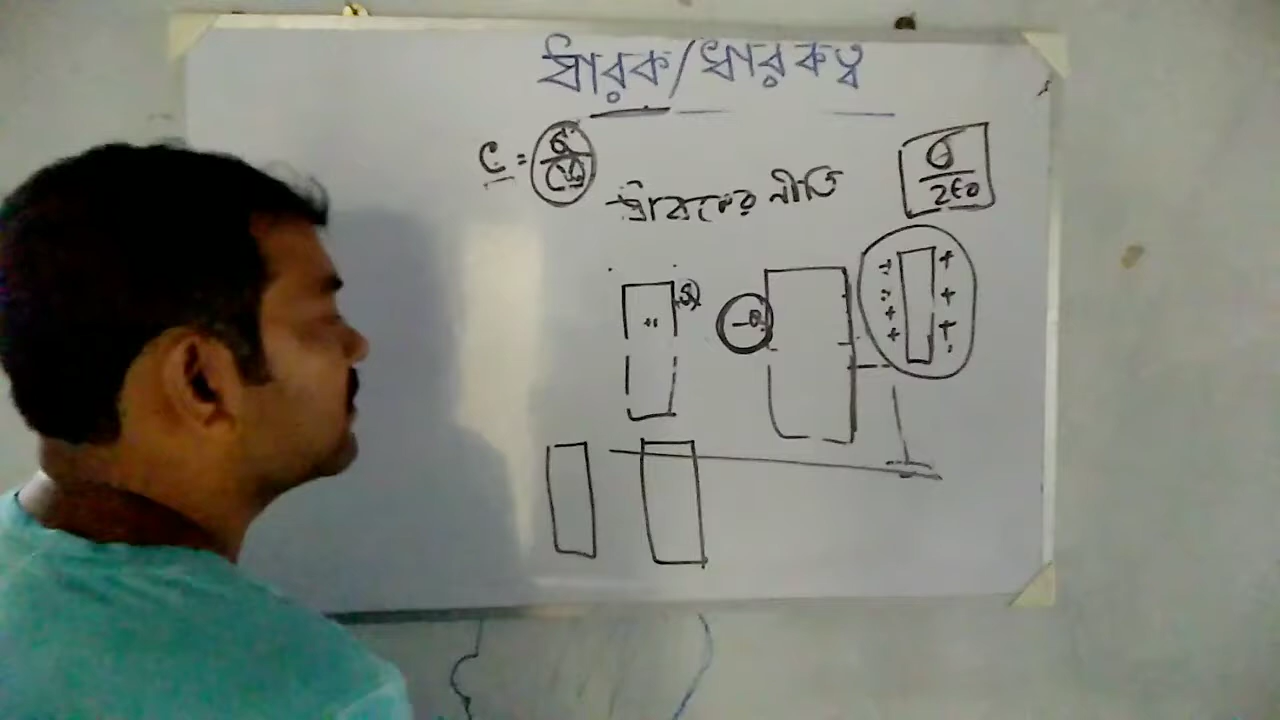 ধারক/ধারকত্ব
C =
ধারকের নীতি
σ/2ε₀
+ +
+ +
+ +
+
-Q